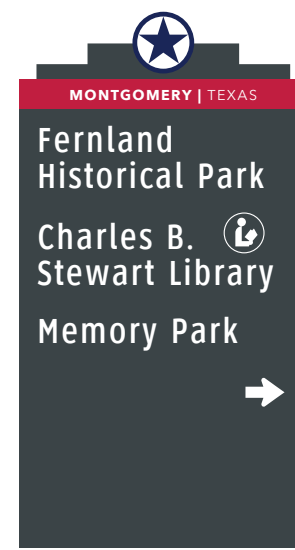 MONTGOMERY | TEXAS
Fernland
Historical Park
Charles B.
Stewart Library
Memory Park